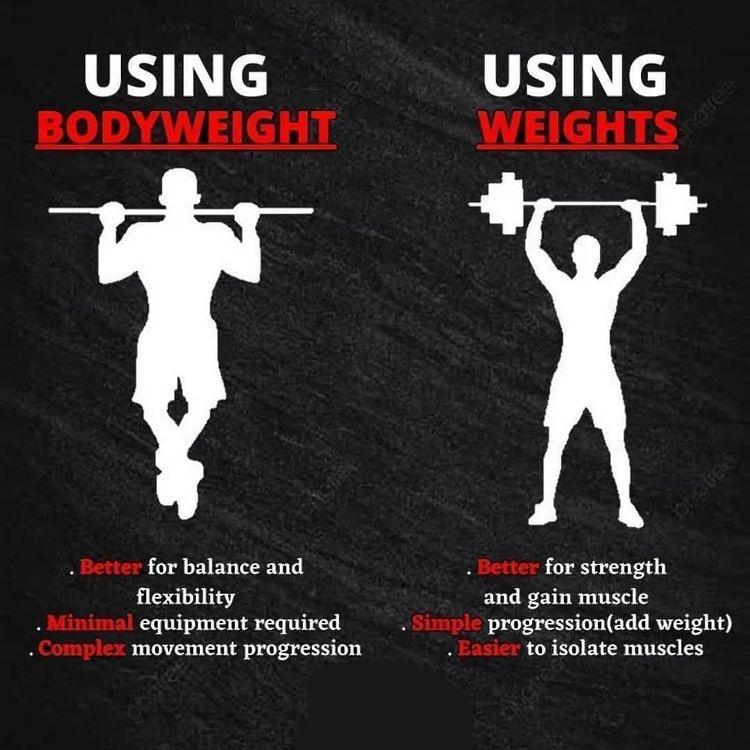 USING
BODYWEIGHT
. Better for balance and
flexibility
. Minimal equipment required
. Complex movement progression
USING
WEIGHTS
. Better for strength
and gain muscle
. Simple progression(add weight)
. Easier to isolate muscles